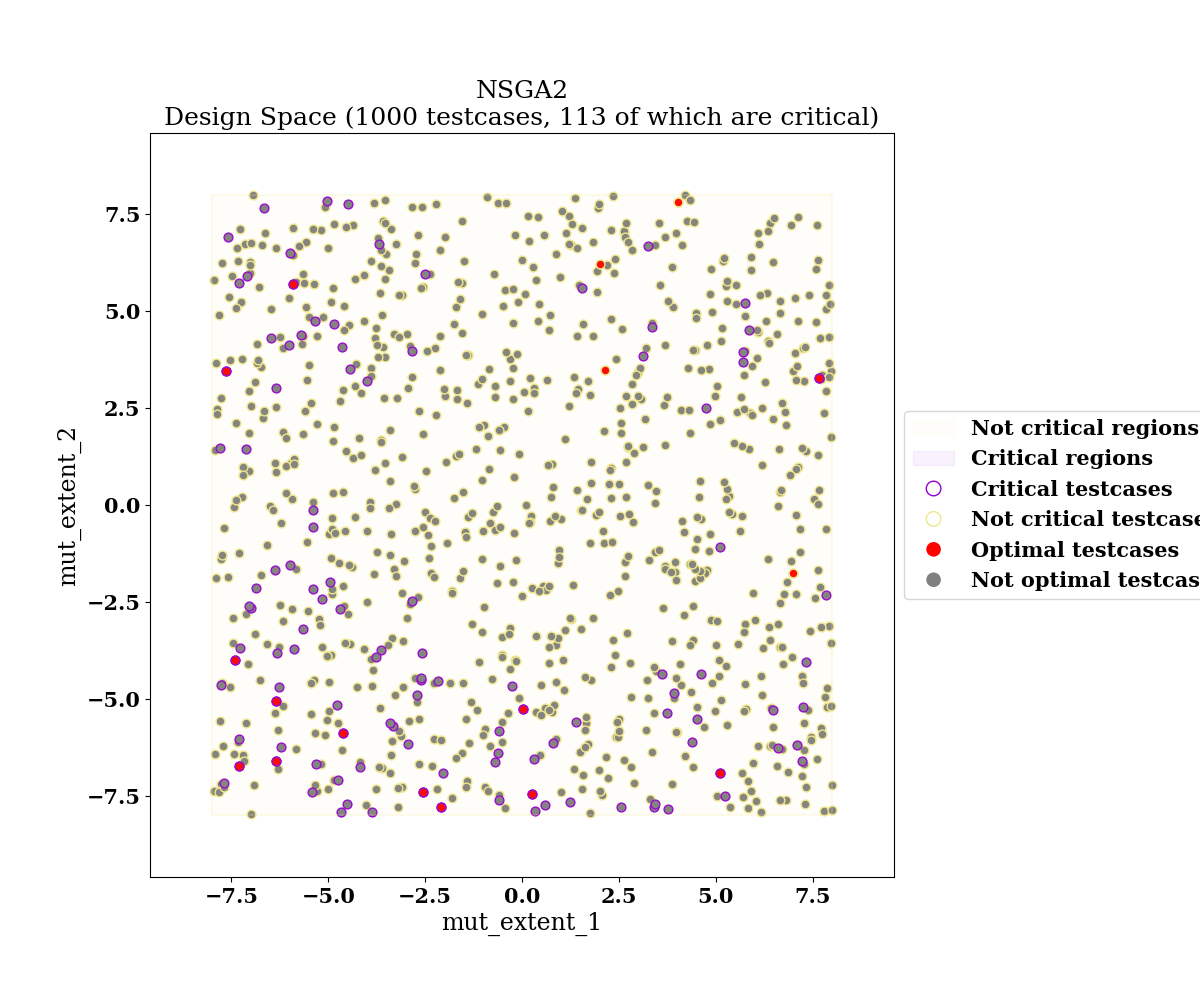 NSGA2
Design Space (1000 testcases, 113 of which are critical)
7.5
5.0
2.5
0.0
−2.5
−5.0
−7.5
mut_extent_2
−7.5 −5.0 −2.5 0.0 2.5 5.0 7.5
mut_extent_1
Not critical regions
Critical regions
Critical testcases
Not critical testcase
Optimal testcases
Not optimal testcas